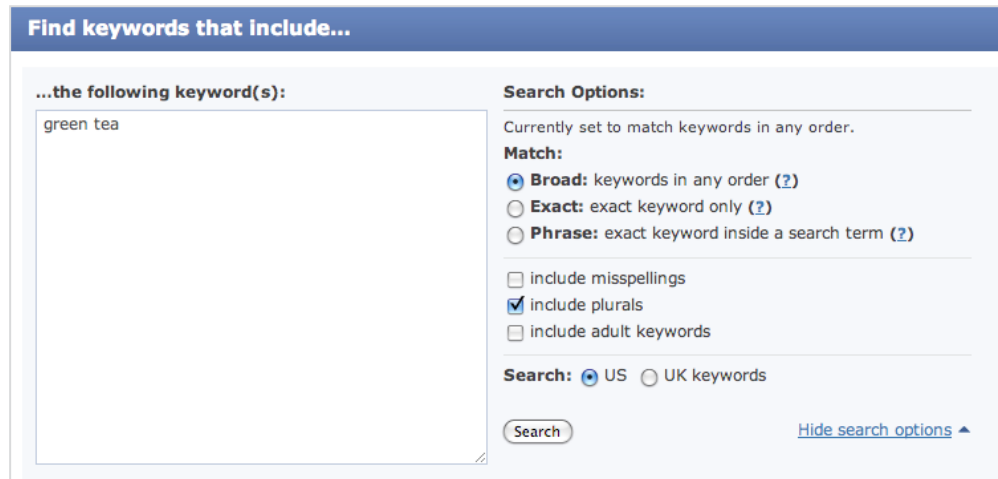 Find keywords that include...
...the following keyword(s):
green tea
Search Options:
Currently set to match keywords in any order.
Match:
Broad: keywords in any order (?)
Exact: exact keyword only (?)
Phrase: exact keyword inside a search term (?)
include misspellings
include plurals
include adult keywords
Search: US UK keywords
Search Hide search options